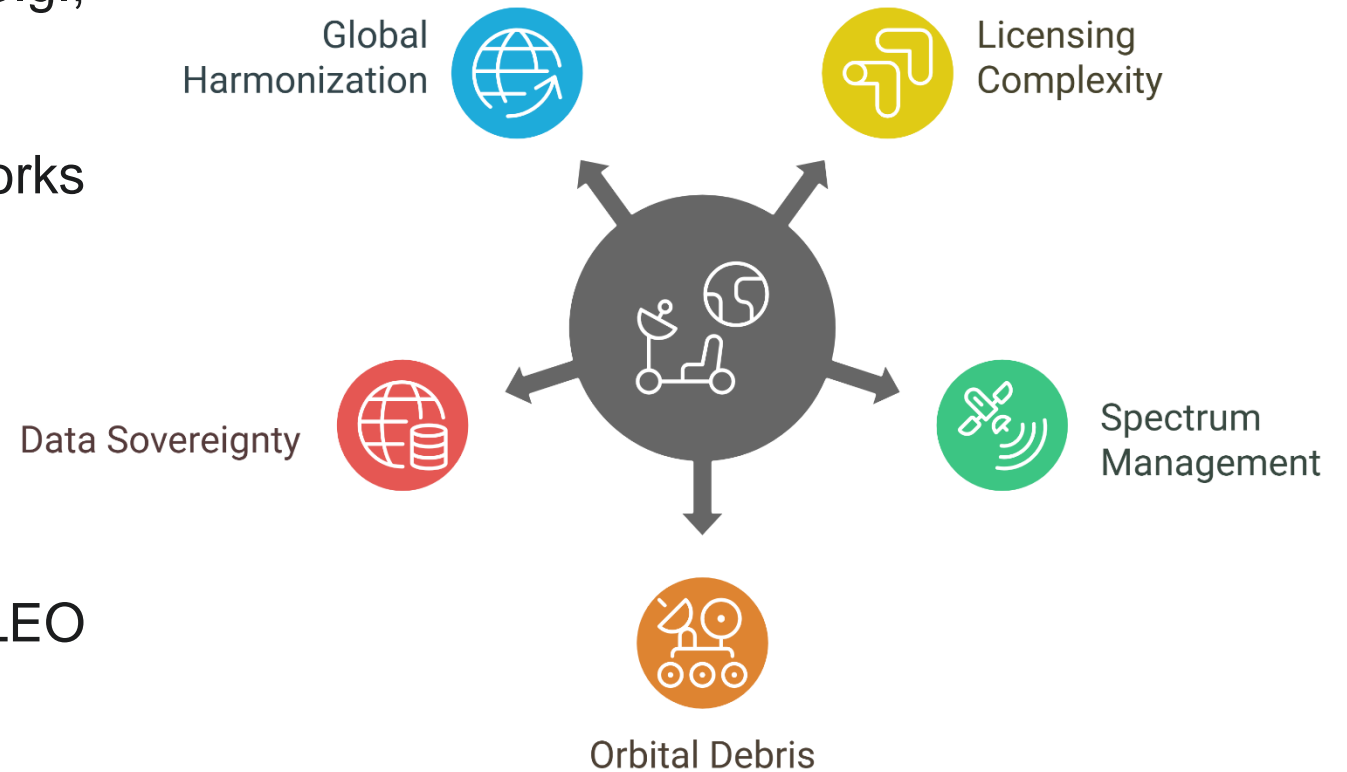 Global
Harmonization
Licensing
Complexity
orks
Data Sovereignty
Spectrum
Management
LEO
Orbital Debris